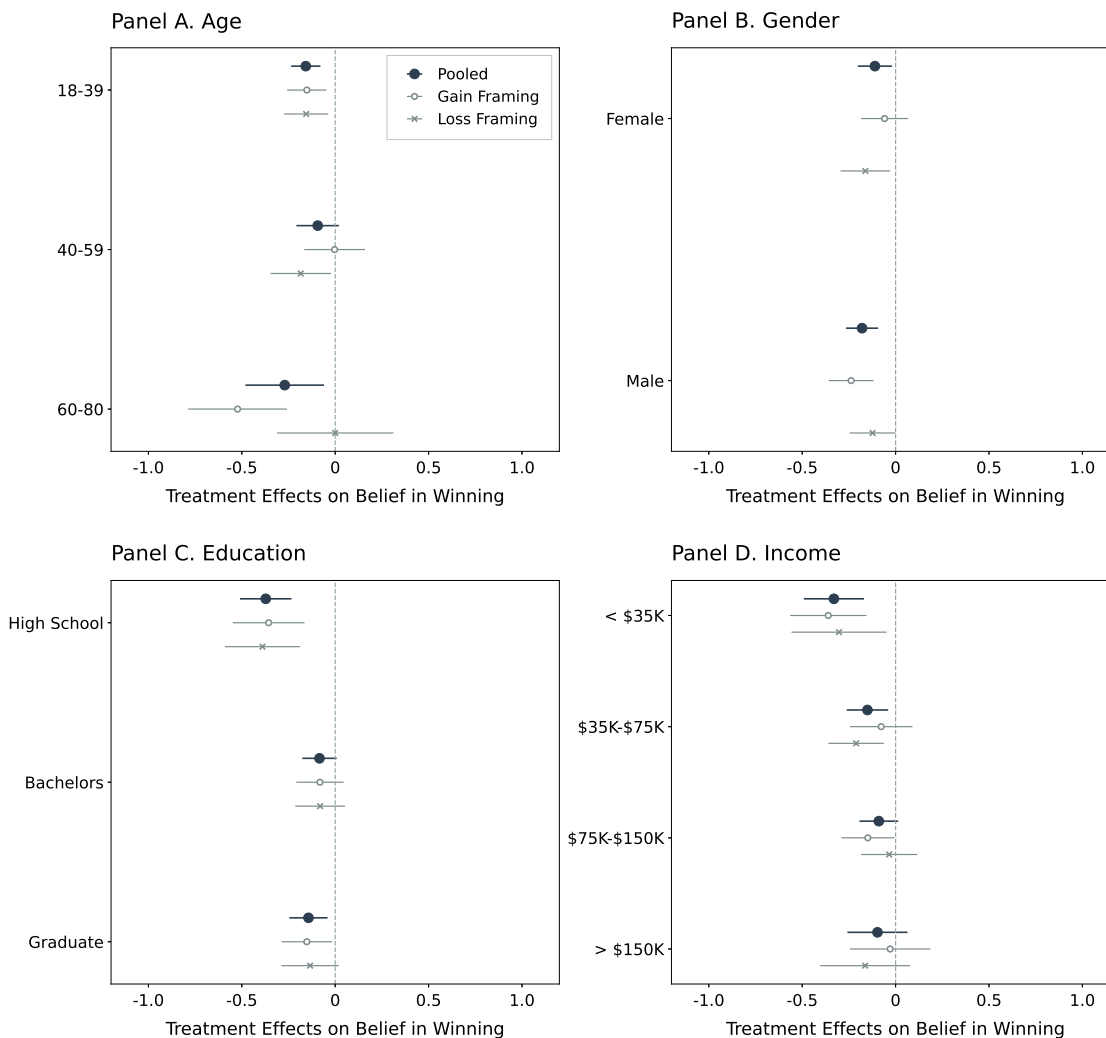 Panel A. Age
Pooled
Gain Framing
Loss Framing
18-39
40-59
60-80
-1.0 -0.5 0 0.5 1.0
Treatment Effects on Belief in Winning
Panel B. Gender
Female
Male
-1.0 -0.5 0 0.5 1.0
Treatment Effects on Belief in Winning
Panel C. Education
High School
Bachelors
Graduate
-1.0 -0.5 0 0.5 1.0
Treatment Effects on Belief in Winning
Panel D. Income
< $35K
$35K-$75K
$75K-$150K
> $150K
-1.0 -0.5 0 0.5 1.0
Treatment Effects on Belief in Winning